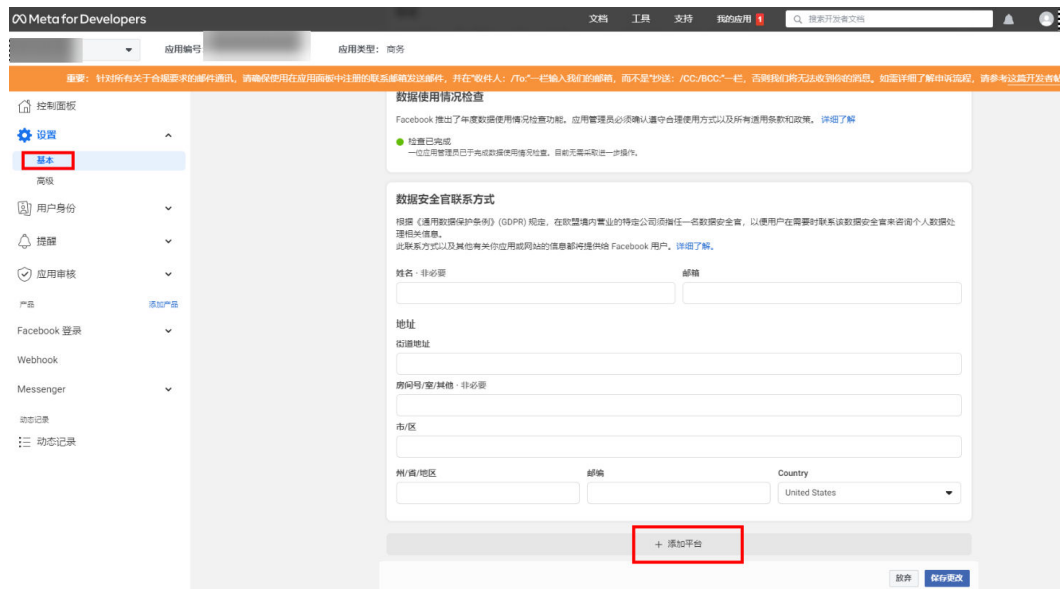 Meta for Developers
文档 工具 支持 我的应用 1 搜索开发者文档
应用编号 应用类型：商务
重要：针对所有关于合规要求的邮件通讯，请确保使用在应用面板中注册的联系邮箱发送邮件，并在"收件人：/To:"一栏输入我们的邮箱，而不是"抄送：/CC:/BCC:"一栏，否则我们将无法收到你的消息。如需详细了解申诉流程，请参考这篇开发者帖
控制面板
设置
基本
高级
用户身份
提醒
应用审核
产品 添加产品
Facebook 登录
Webhook
Messenger
动态记录
动态记录
数据使用情况检查
Facebook 推出了年度数据使用情况检查功能。应用管理员必须确认遵守合理使用方式以及所有适用条款和政策。 详细了解
检查已完成
一位应用管理员已于完成数据使用情况检查。目前无需采取进一步操作。
数据安全官联系方式
根据《通用数据保护条例》(GDPR) 规定，在欧盟境内营业的特定公司须指任一名数据安全官，以便用户在需要时联系该数据安全官来咨询个人数据处
理相关信息。
此联系方式以及其他有关你应用或网站的信息都将提供给 Facebook 用户。详细了解。
姓名 · 非必要 邮箱
地址
街道地址
房间号/室/其他 · 非必要
市/区
州/省/地区 邮编 Country
United States
+ 添加平台
放弃 保存更改